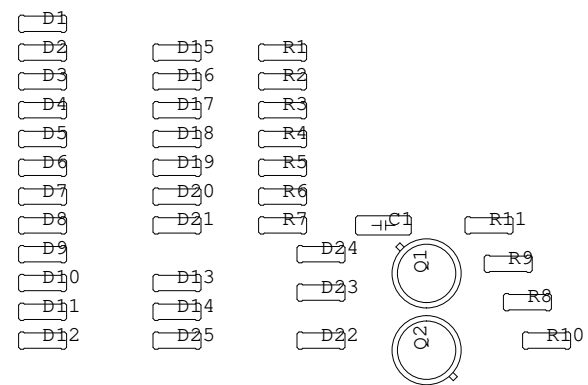 D1
D2 D15 R1
D3 D16 R2
D4 D17 R3
D5 D18 R4
D6 D19 R5
D7 D20 R6
D8 D21 R7 C1 R11
D9 D24 Q1 R9
D10 D13 D23 R8
D11 D14
D12 D25 D22 Q2 R10